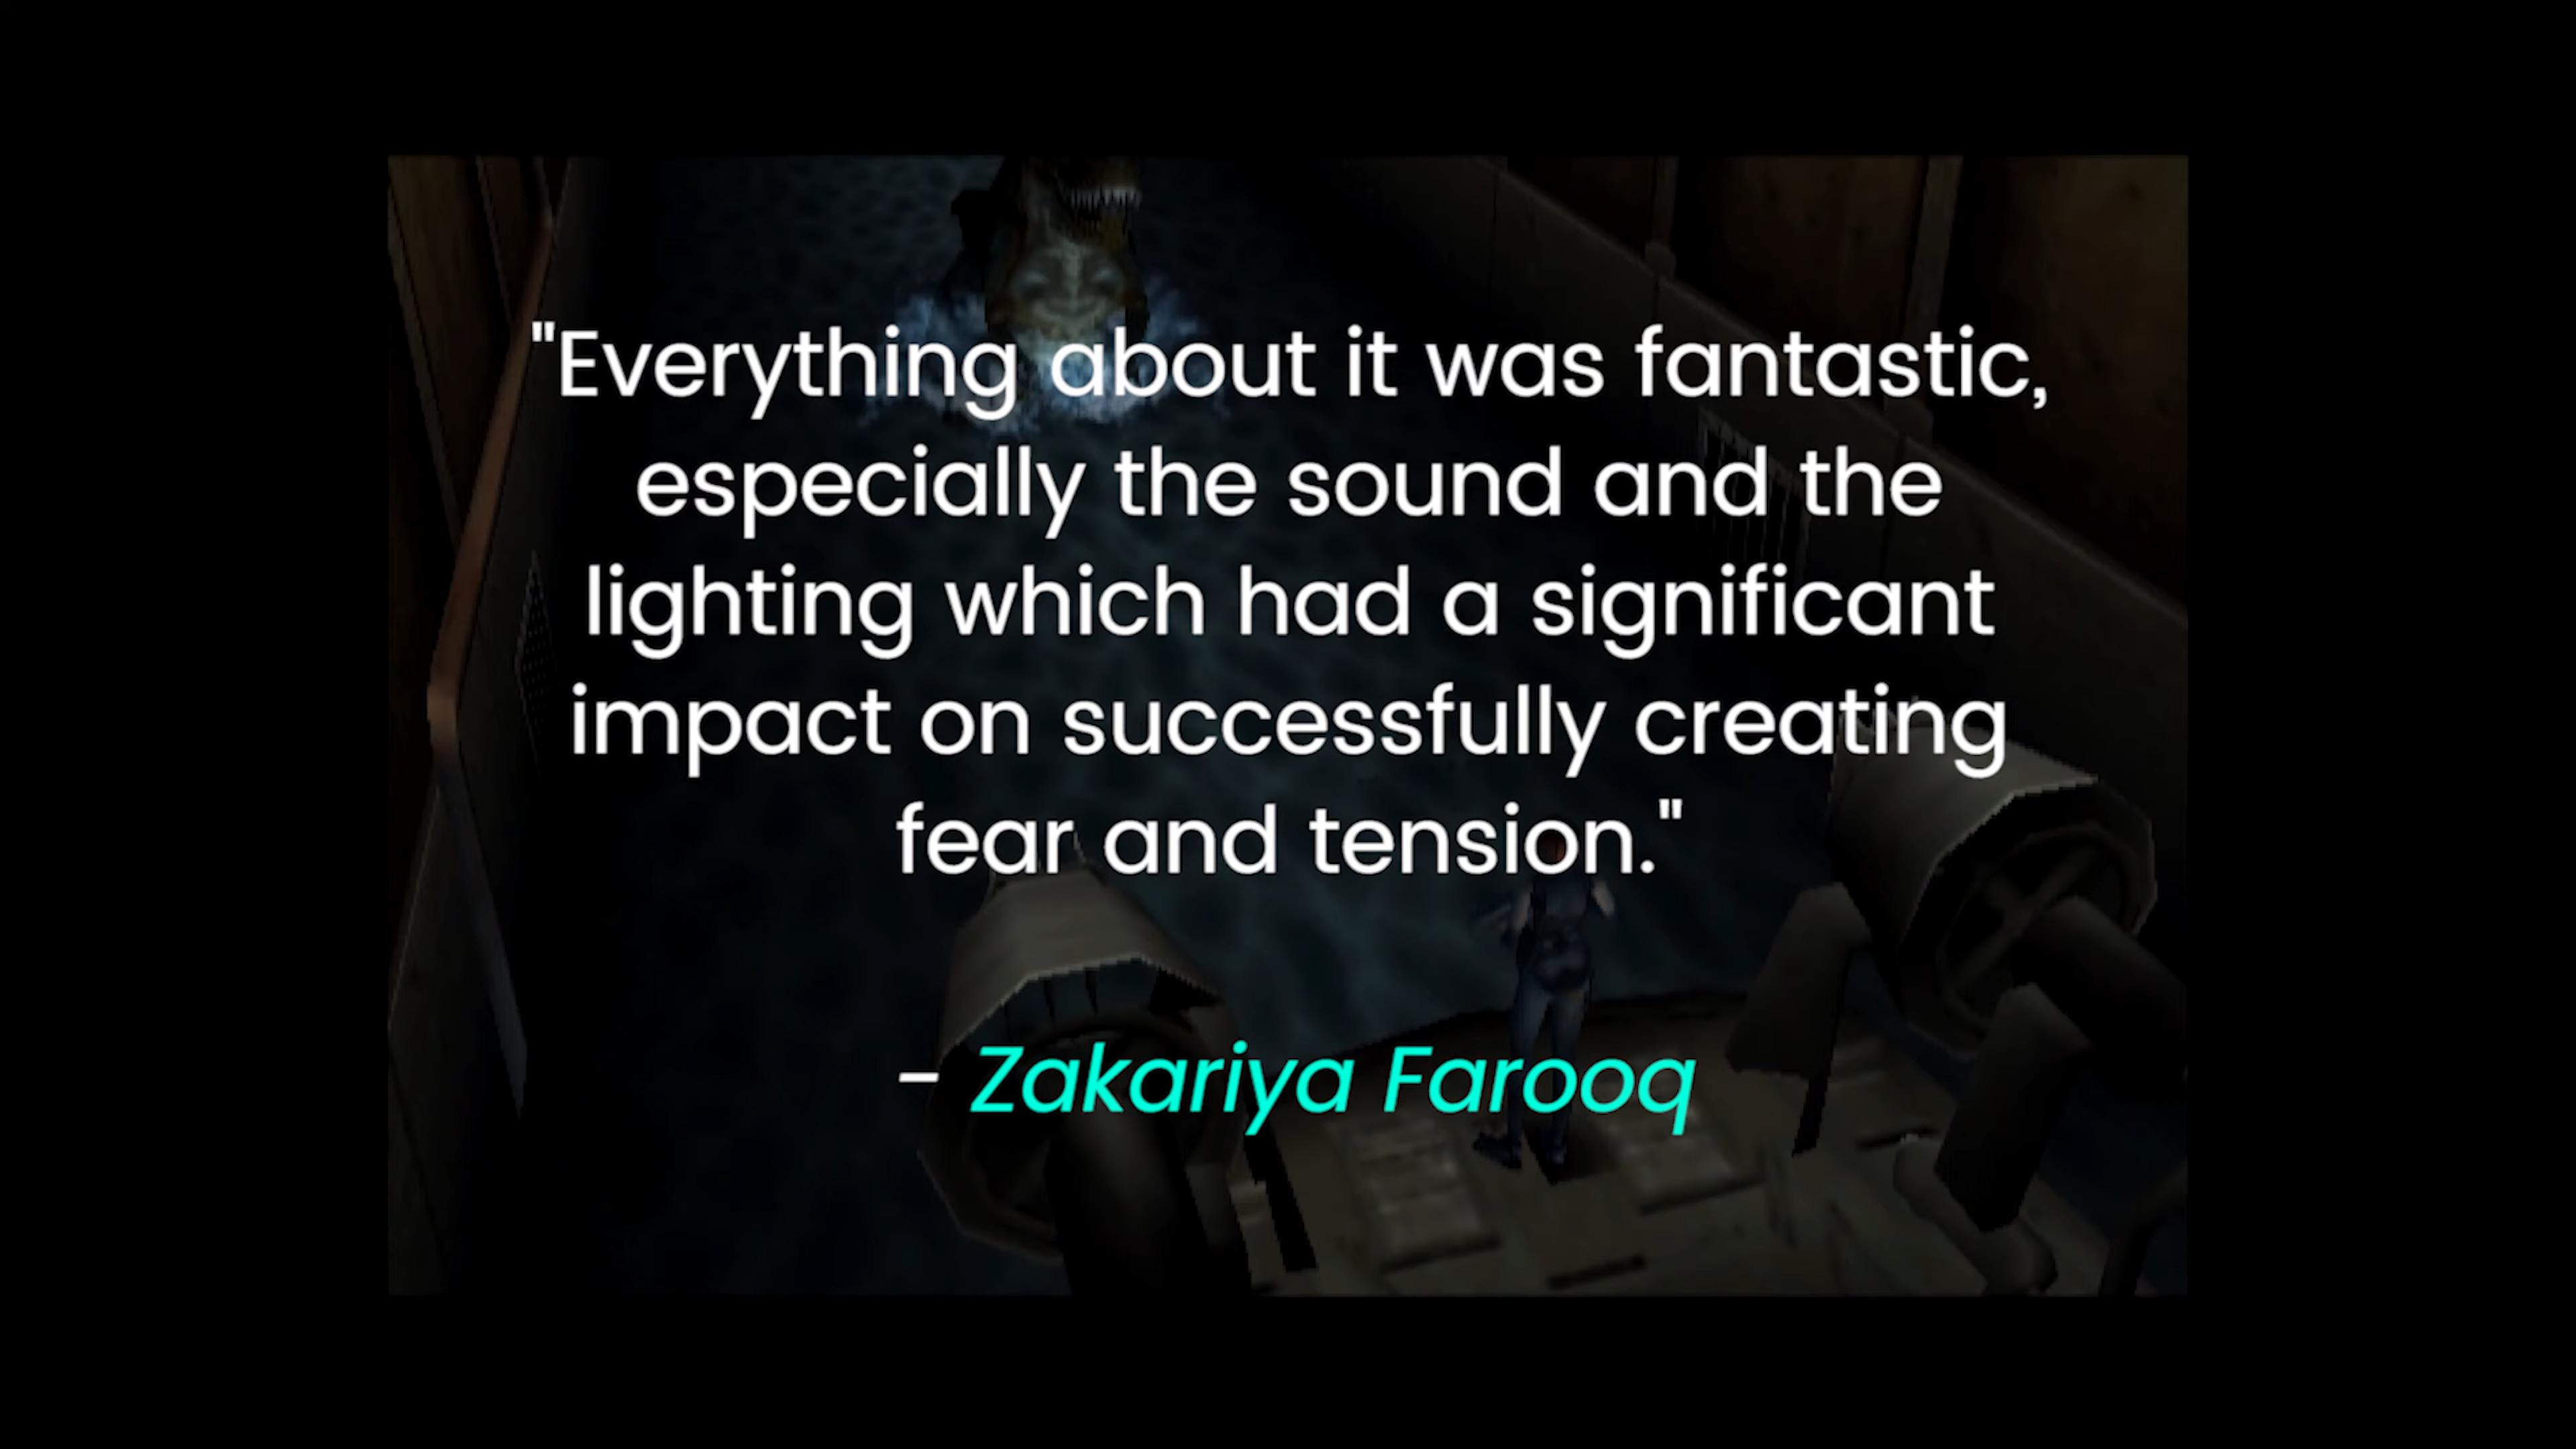 "Everything about it was fantastic,
especially the sound and the
lighting which had a significant
impact on successfully creating
fear and tension."
- Zakariya Farooq